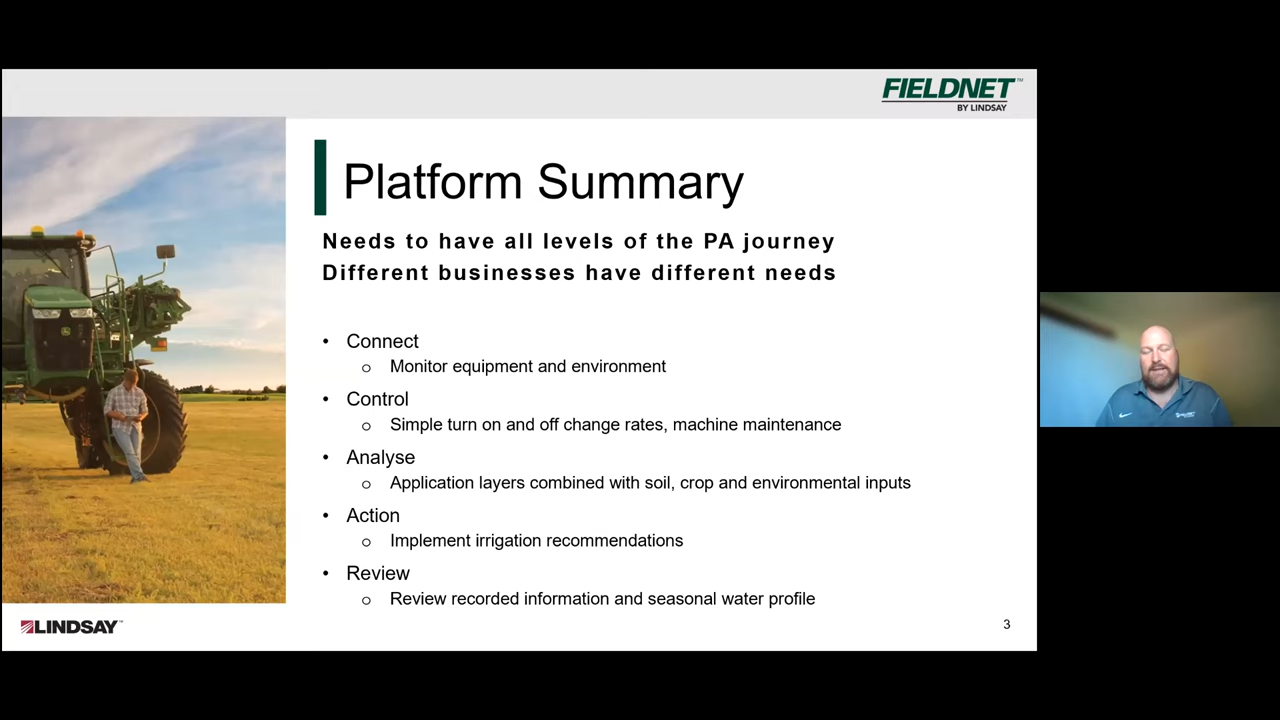 FIELDNET™
BY LINDSAY
Platform Summary
Needs to have all levels of the PA journey
Different businesses have different needs
• Connect
o Monitor equipment and environment
• Control
o Simple turn on and off change rates, machine maintenance
• Analyse
o Application layers combined with soil, crop and environmental inputs
• Action
o Implement irrigation recommendations
• Review
o Review recorded information and seasonal water profile
LINDSAY™
3